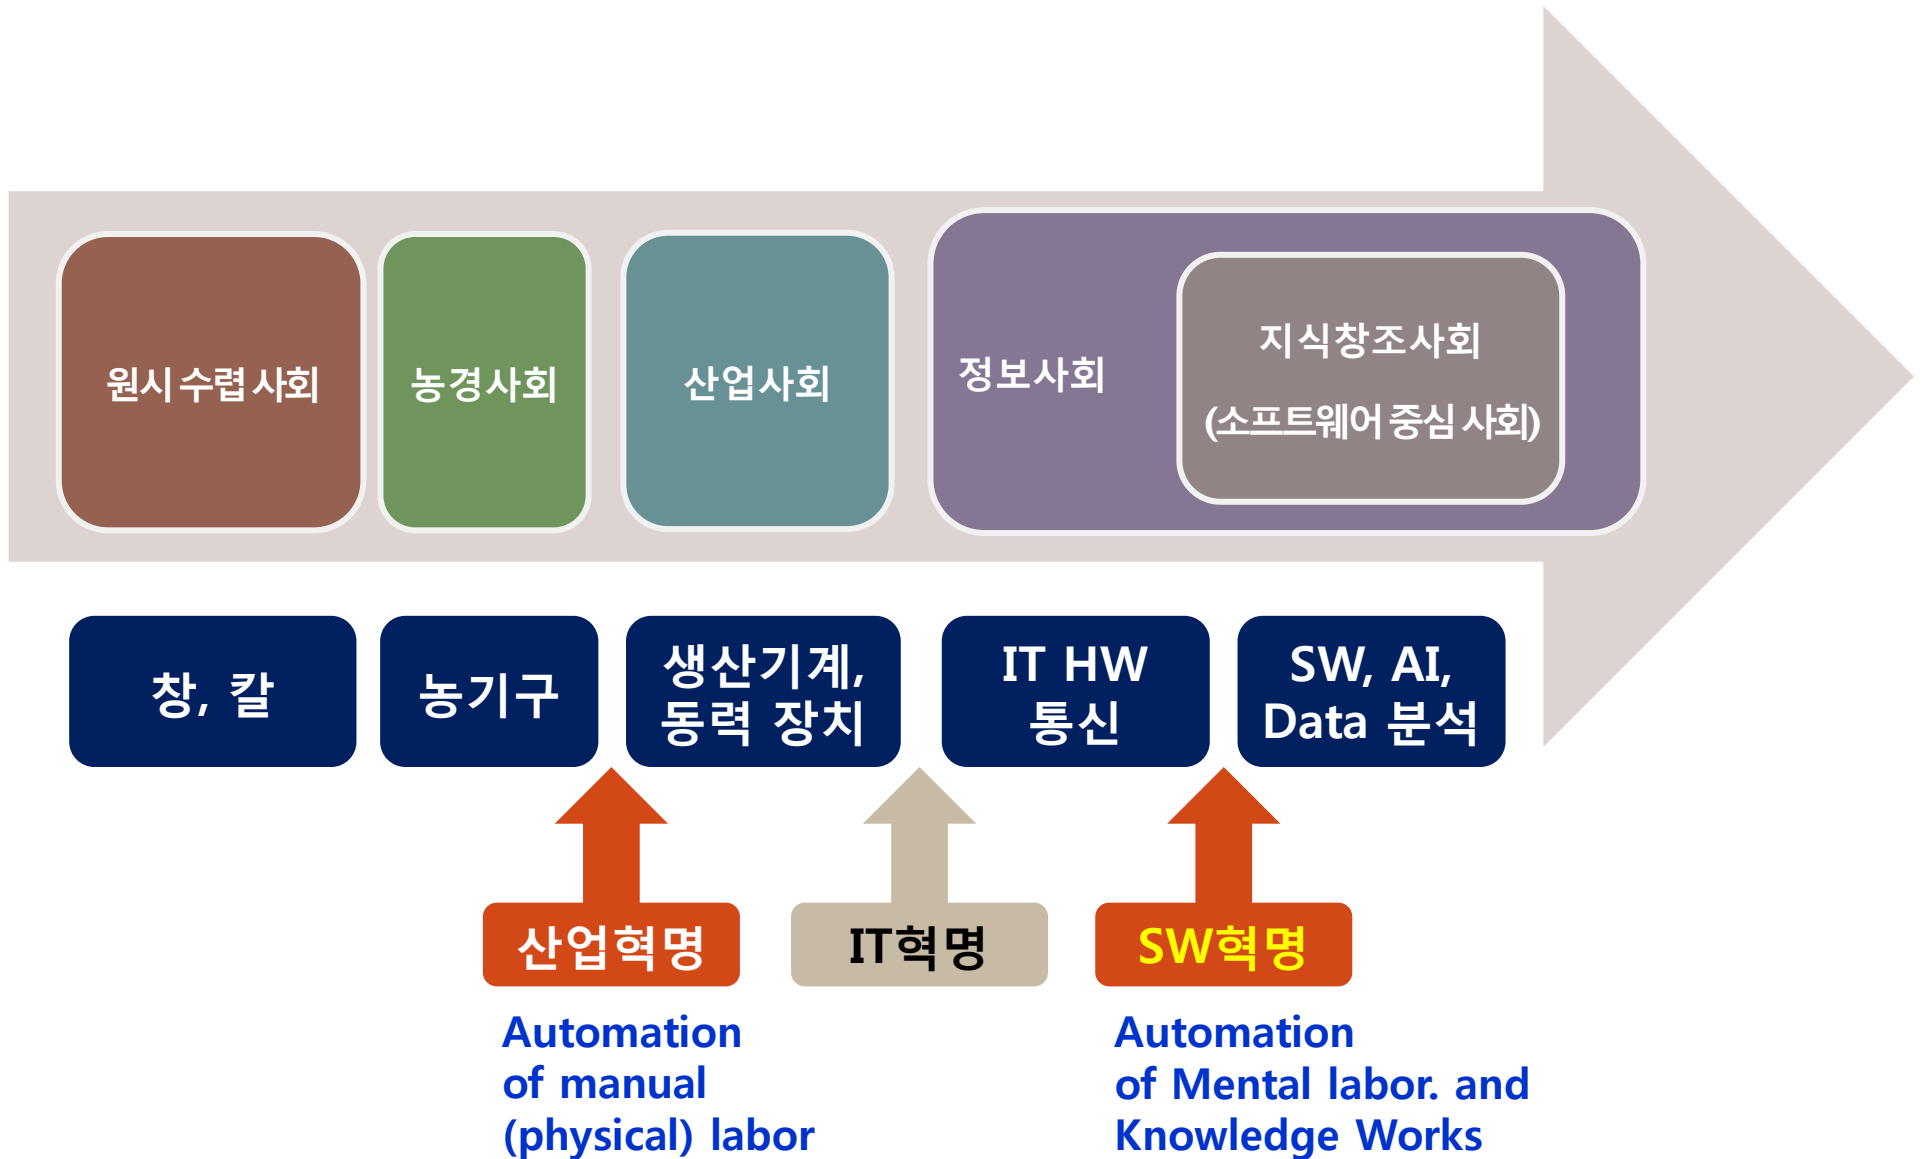 원시 수렵 사회
농경사회
산업사회
정보사회
지식창조사회
(소프트웨어 중심 사회)
창, 칼
농기구
생산기계,
동력 장치
IT HW
통신
SW, AI,
Data 분석
산업혁명
IT혁명
SW혁명
Automation
of manual
(physical) labor
Automation
of Mental labor. and
Knowledge Works